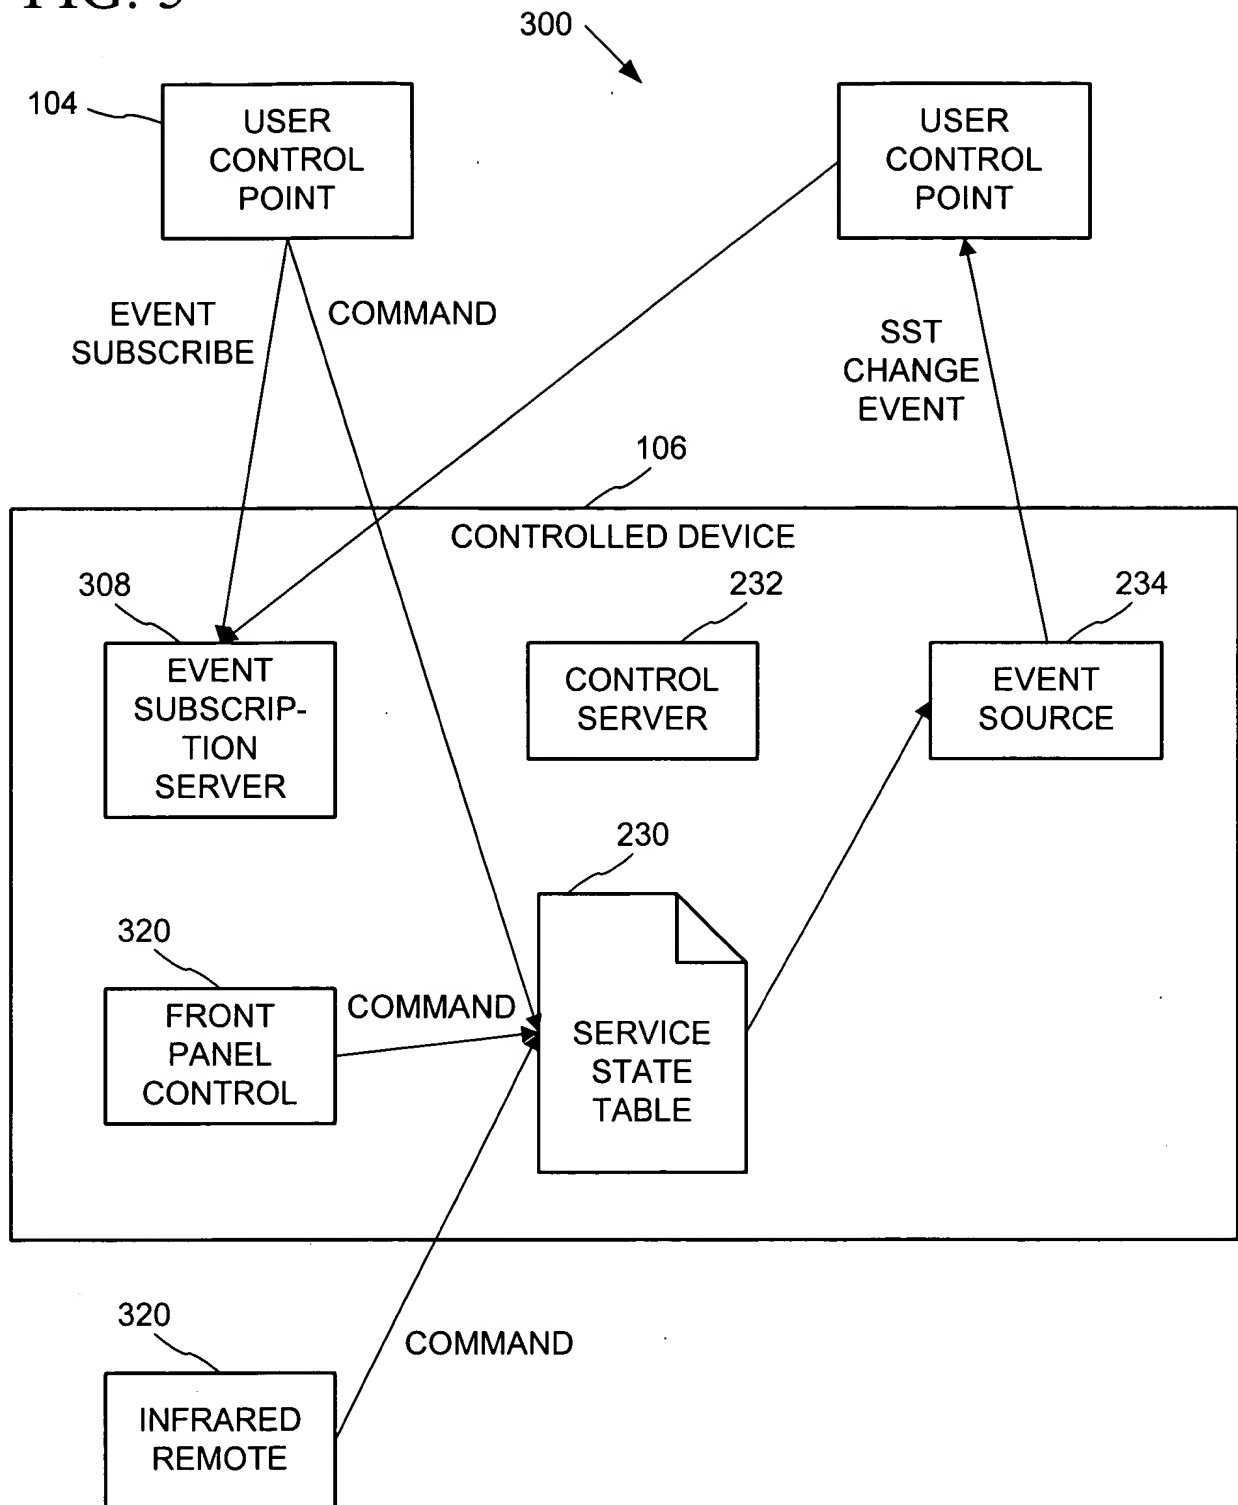 FIG. 3
300
104
USER
CONTROL
POINT
USER
CONTROL
POINT
EVENT
SUBSCRIBE
COMMAND
SST
CHANGE
EVENT
106
CONTROLLED DEVICE
308
EVENT
SUBSCRIP-
TION
SERVER
232
CONTROL
SERVER
234
EVENT
SOURCE
230
SERVICE
STATE
TABLE
320
FRONT
PANEL
CONTROL
COMMAND
320
INFRARED
REMOTE
COMMAND